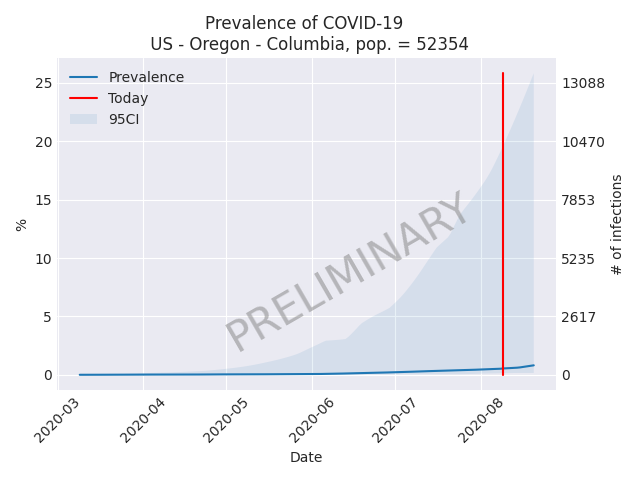 Prevalence of COVID-19
US - Oregon - Columbia, pop. = 52354
Prevalence
Today
95CI
PRELIMINARY
%
25
20
15
10
5
0
13088
10470
7853
5235
2617
0
# of infections
2020-03
2020-04
2020-05
2020-06
2020-07
2020-08
Date